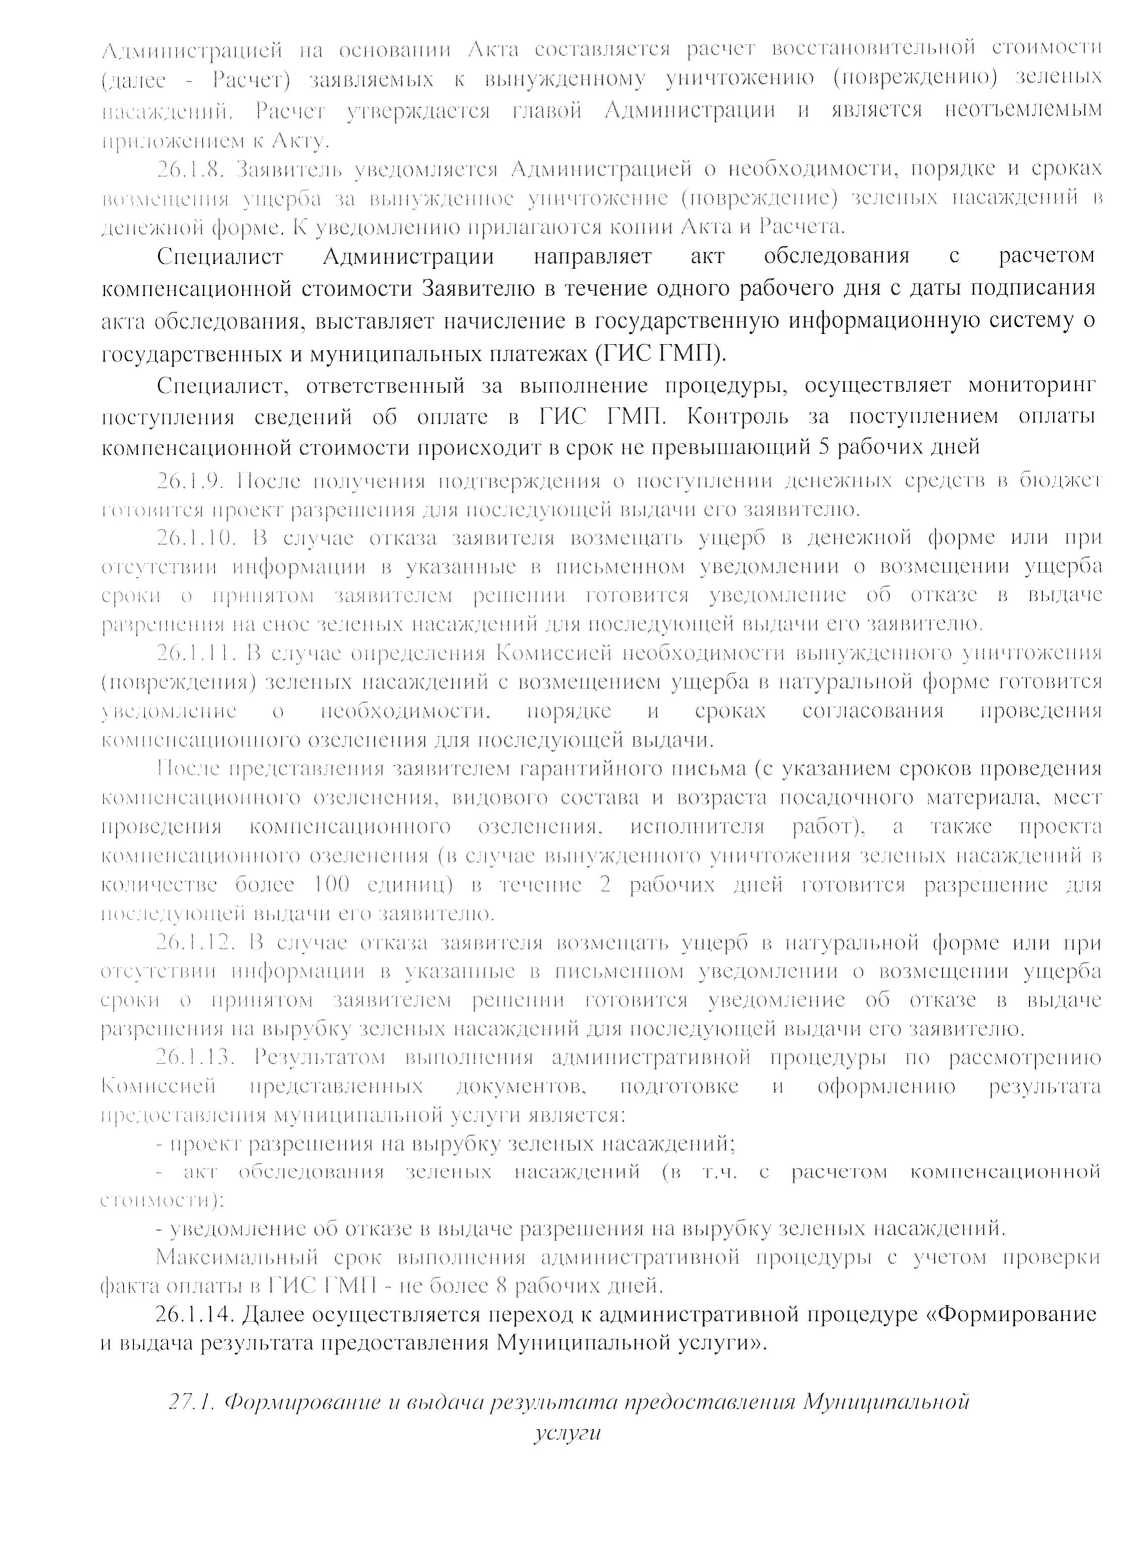 Администрацией на основании Акта составляется расчет восстановительной стоимости
(далее - Расчет) заявляемых к вынужденному уничтожению (повреждению) зеленых
насаждений. Расчет утверждается главой Администрации и является неотъемлемым
приложением к Акту.
26.1.8. Заявитель уведомляется Администрацией о необходимости, порядке и сроках
возмещения ущерба за вынужденное уничтожение (повреждение) зеленых насаждений в
денежной форме. К уведомлению прилагаются копии Акта и Расчета.
Специалист Администрации направляет акт обследования с расчетом
компенсационной стоимости Заявителю в течение одного рабочего дня с даты подписания
акта обследования, выставляет начисление в государственную информационную систему о
государственных и муниципальных платежах (ГИС ГМП).
Специалист, ответственный за выполнение процедуры, осуществляет мониторинг
поступления сведений об оплате в ГИС ГМП. Контроль за поступлением оплаты
компенсационной стоимости происходит в срок не превышающий 5 рабочих дней
26.1.9. После получения подтверждения о поступлении денежных средств в бюджет
готовится проект разрешения для последующей выдачи его заявителю.
26.1.10. В случае отказа заявителя возмещать ущерб в денежной форме или при
отсутствии информации в указанные в письменном уведомлении о возмещении ущерба
сроки о принятом заявителем решении готовится уведомление об отказе в выдаче
разрешения на снос зеленых насаждений для последующей выдачи его заявителю.
26.1.11. В случае определения Комиссией необходимости вынужденного уничтожения
(повреждения) зеленых насаждений с возмещением ущерба в натуральной форме готовится
уведомление о необходимости, порядке и сроках согласования проведения
компенсационного озеленения для последующей выдачи.
После представления заявителем гарантийного письма (с указанием сроков проведения
компенсационного озеленения, видового состава и возраста посадочного материала, мест
проведения компенсационного озеленения, исполнителя работ), а также проекта
компенсационного озеленения (в случае вынужденного уничтожения зеленых насаждений в
количестве более 100 единиц) в течение 2 рабочих дней готовится разрешение для
последующей выдачи его заявителю.
26.1.12. В случае отказа заявителя возмещать ущерб в натуральной форме или при
отсутствии информации в указанные в письменном уведомлении о возмещении ущерба
сроки о принятом заявителем решении готовится уведомление об отказе в выдаче
разрешения на вырубку зеленых насаждений для последующей выдачи его заявителю.
26.1.13. Результатом выполнения административной процедуры по рассмотрению
Комиссией представленных документов, подготовке и оформлению результата
предоставления муниципальной услуги является:
- проект разрешения на вырубку зеленых насаждений;
- акт обследования зеленых насаждений (в т.ч. с расчетом компенсационной
стоимости);
- уведомление об отказе в выдаче разрешения на вырубку зеленых насаждений.
Максимальный срок выполнения административной процедуры с учетом проверки
факта оплаты в ГИС ГМП - не более 8 рабочих дней.
26.1.14. Далее осуществляется переход к административной процедуре «Формирование
и выдача результата предоставления Муниципальной услуги».
27.1. Формирование и выдача результата предоставления Муниципальной
услуги